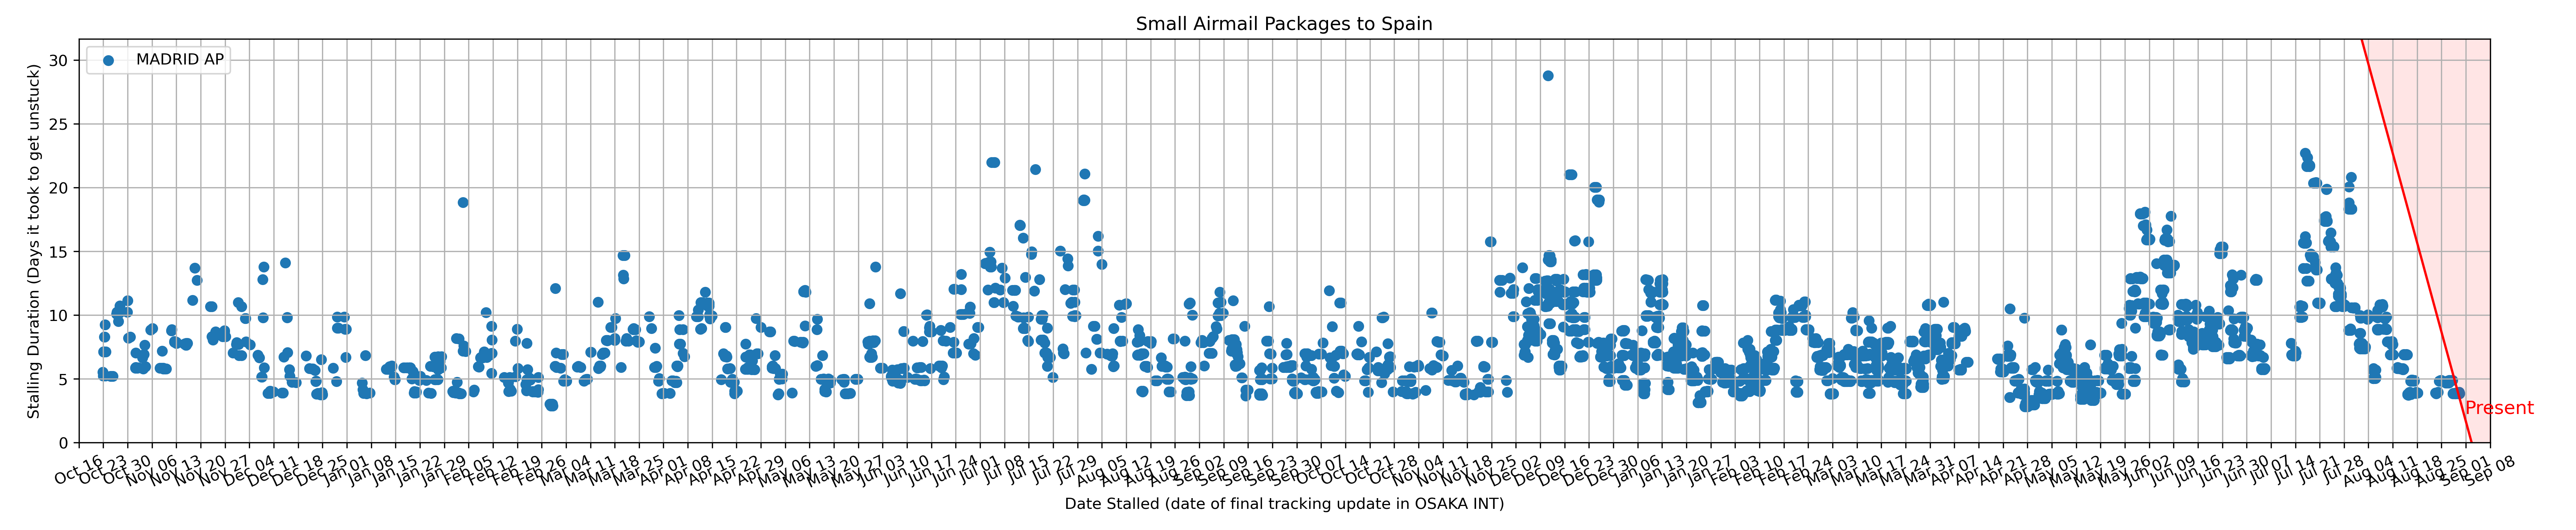 Small Airmail Packages to Spain
MADRID AP
Stalling Duration (Days it took to get unstuck)
30
25
20
15
10
5
0
Present
Oct 16
Oct 23
Oct 30
Nov 06
Nov 13
Nov 20
Nov 27
Dec 04
Dec 11
Dec 18
Dec 25
Jan 01
Jan 08
Jan 15
Jan 22
Jan 29
Feb 05
Feb 12
Feb 19
Feb 26
Mar 04
Mar 11
Mar 18
Mar 25
Apr 01
Apr 08
Apr 15
Apr 22
Apr 29
May 06
May 13
May 20
May 27
Jun 03
Jun 10
Jun 17
Jun 24
Jul 01
Jul 08
Jul 15
Jul 22
Jul 29
Aug 05
Aug 12
Aug 19
Aug 26
Sep 02
Sep 09
Sep 16
Sep 23
Sep 30
Oct 07
Oct 14
Oct 21
Oct 28
Nov 04
Nov 11
Nov 18
Nov 25
Dec 02
Dec 09
Dec 16
Dec 23
Dec 30
Jan 06
Jan 13
Jan 20
Jan 27
Feb 03
Feb 10
Feb 17
Feb 24
Mar 03
Mar 10
Mar 17
Mar 24
Mar 31
Apr 07
Apr 14
Apr 21
Apr 28
May 05
May 12
May 19
May 26
Jun 02
Jun 09
Jun 16
Jun 23
Jun 30
Jul 07
Jul 14
Jul 21
Jul 28
Aug 04
Aug 11
Aug 18
Aug 25
Sep 01
Sep 08
Date Stalled (date of final tracking update in OSAKA INT)